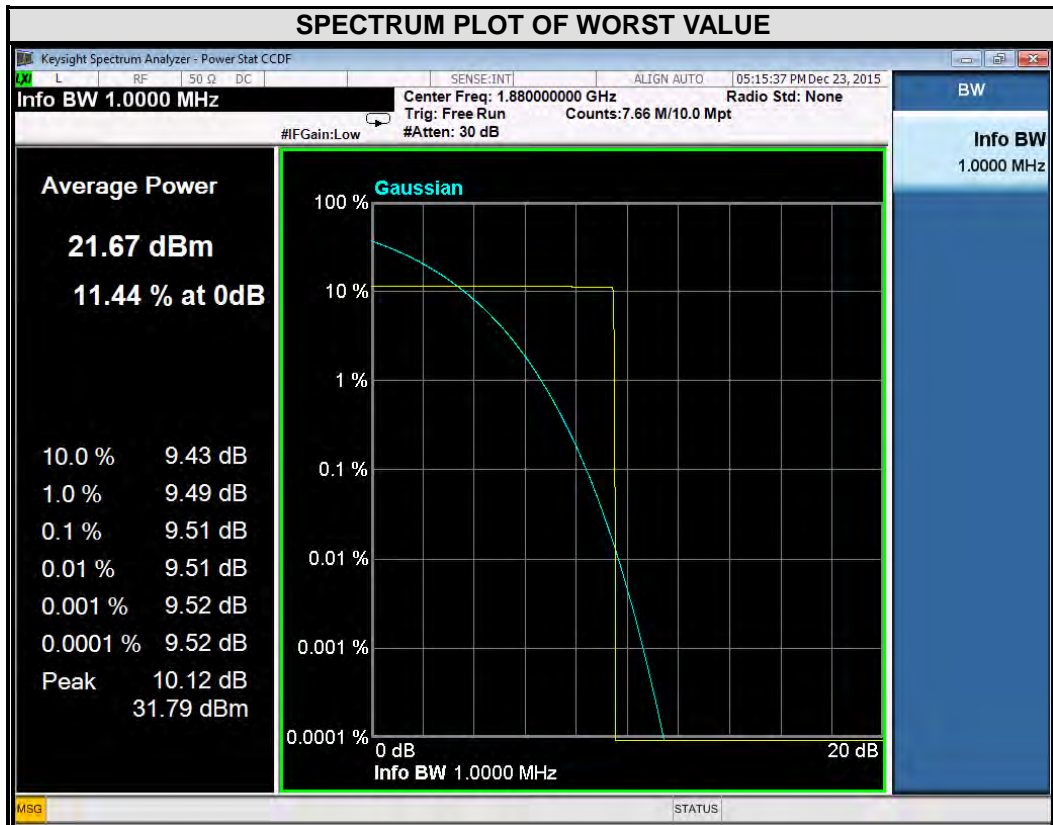 SPECTRUM PLOT OF WORST VALUE
Keysight Spectrum Analyzer - Power Stat CCDF
LXI L RF 50 Ω DC SENSE:INT ALIGN AUTO 05:15:37 PM Dec 23, 2015
Info BW 1.0000 MHz
Center Freq: 1.880000000 GHz Radio Std: None
Trig: Free Run Counts:7.66 M/10.0 Mpt
#IFGain:Low #Atten: 30 dB
BW
Info BW
1.0000 MHz
Average Power
21.67 dBm
11.44 % at 0dB
10.0 % 9.43 dB
1.0 % 9.49 dB
0.1 % 9.51 dB
0.01 % 9.51 dB
0.001 % 9.52 dB
0.0001 % 9.52 dB
Peak 10.12 dB
31.79 dBm
Gaussian
100 %
10 %
1 %
0.1 %
0.01 %
0.001 %
0.0001 %
0 dB 20 dB
Info BW 1.0000 MHz
MSG STATUS